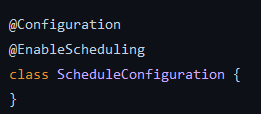 @Configuration
@EnableScheduling
class ScheduleConfiguration {
}